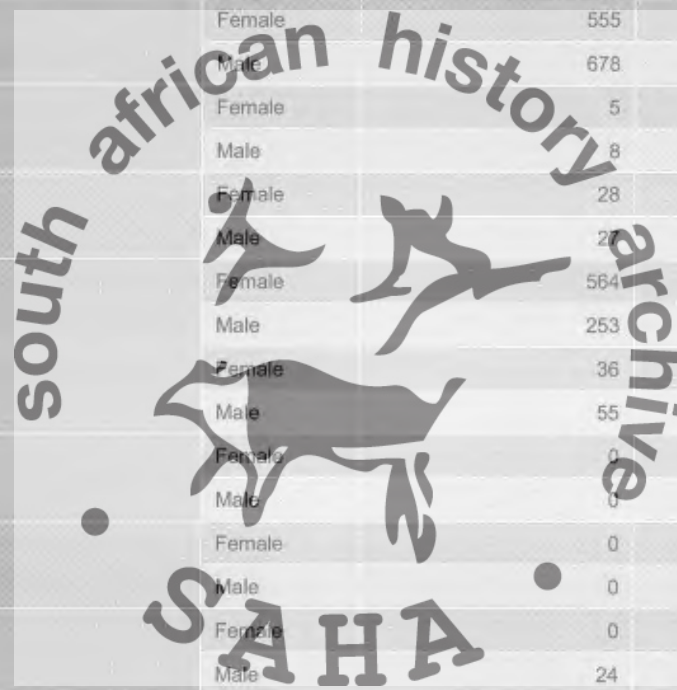 Female 555
Male 678
Female 5
Male 8
Female 28
Male 27
Female 564
Male 253
Female 36
Male 55
Female 0
Male 0
Female 0
Male 0
Female 0
Male 24
south african history archive
SAHA